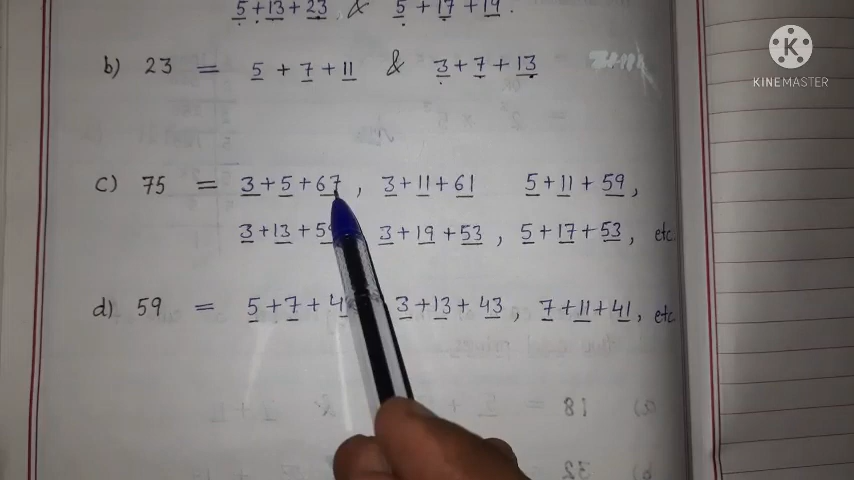 5 + 13 + 23 & 5 + 17 + 19.
b) 23 = 5 + 7 + 11 & 3 + 7 + 13
K
KINEMASTER
c) 75 = 3 + 5 + 67, 3 + 11 + 61 5 + 11 + 59,
3 + 13 + 3 + 19 + 53, 5 + 17 + 53, etc
d) 59 = 5 + 7 + 3 + 13 + 43, 7 + 11 + 41, etc